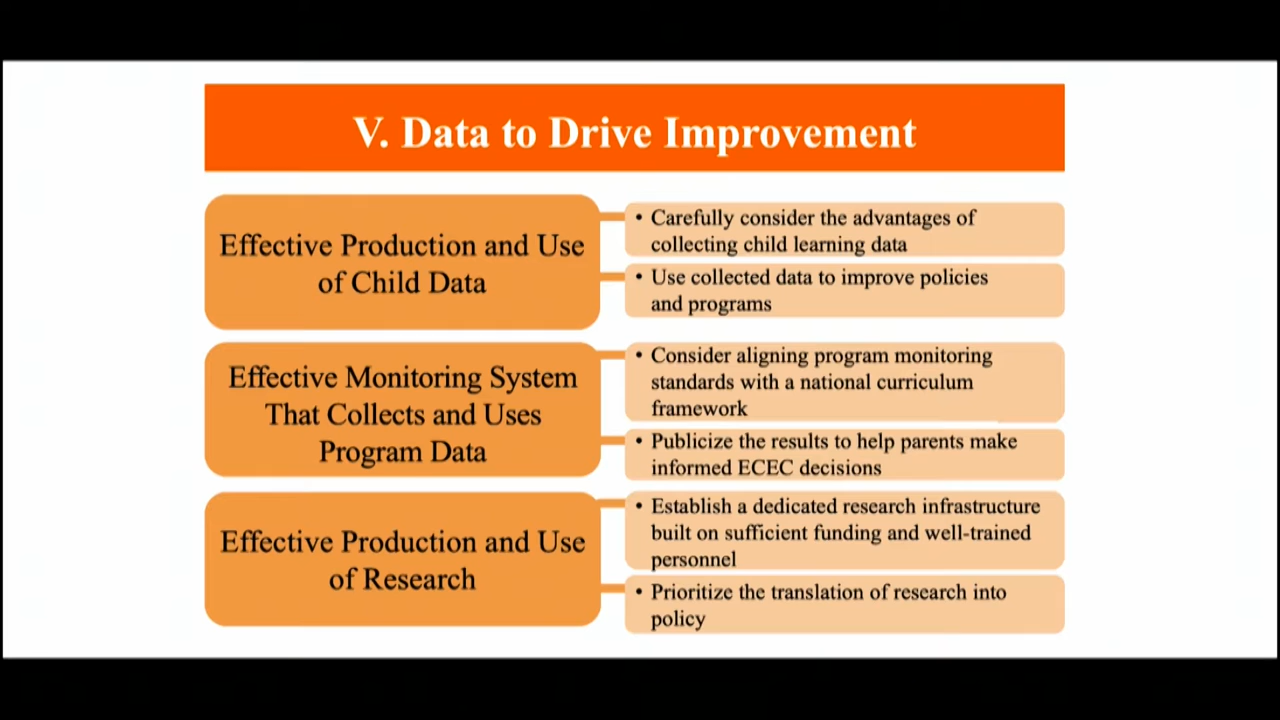 V. Data to Drive Improvement
Effective Production and Use
of Child Data
• Carefully consider the advantages of
collecting child learning data
• Use collected data to improve policies
and programs
Effective Monitoring System
That Collects and Uses
Program Data
• Consider aligning program monitoring
standards with a national curriculum
framework
• Publicize the results to help parents make
informed ECEC decisions
Effective Production and Use
of Research
• Establish a dedicated research infrastructure
built on sufficient funding and well-trained
personnel
• Prioritize the translation of research into
policy